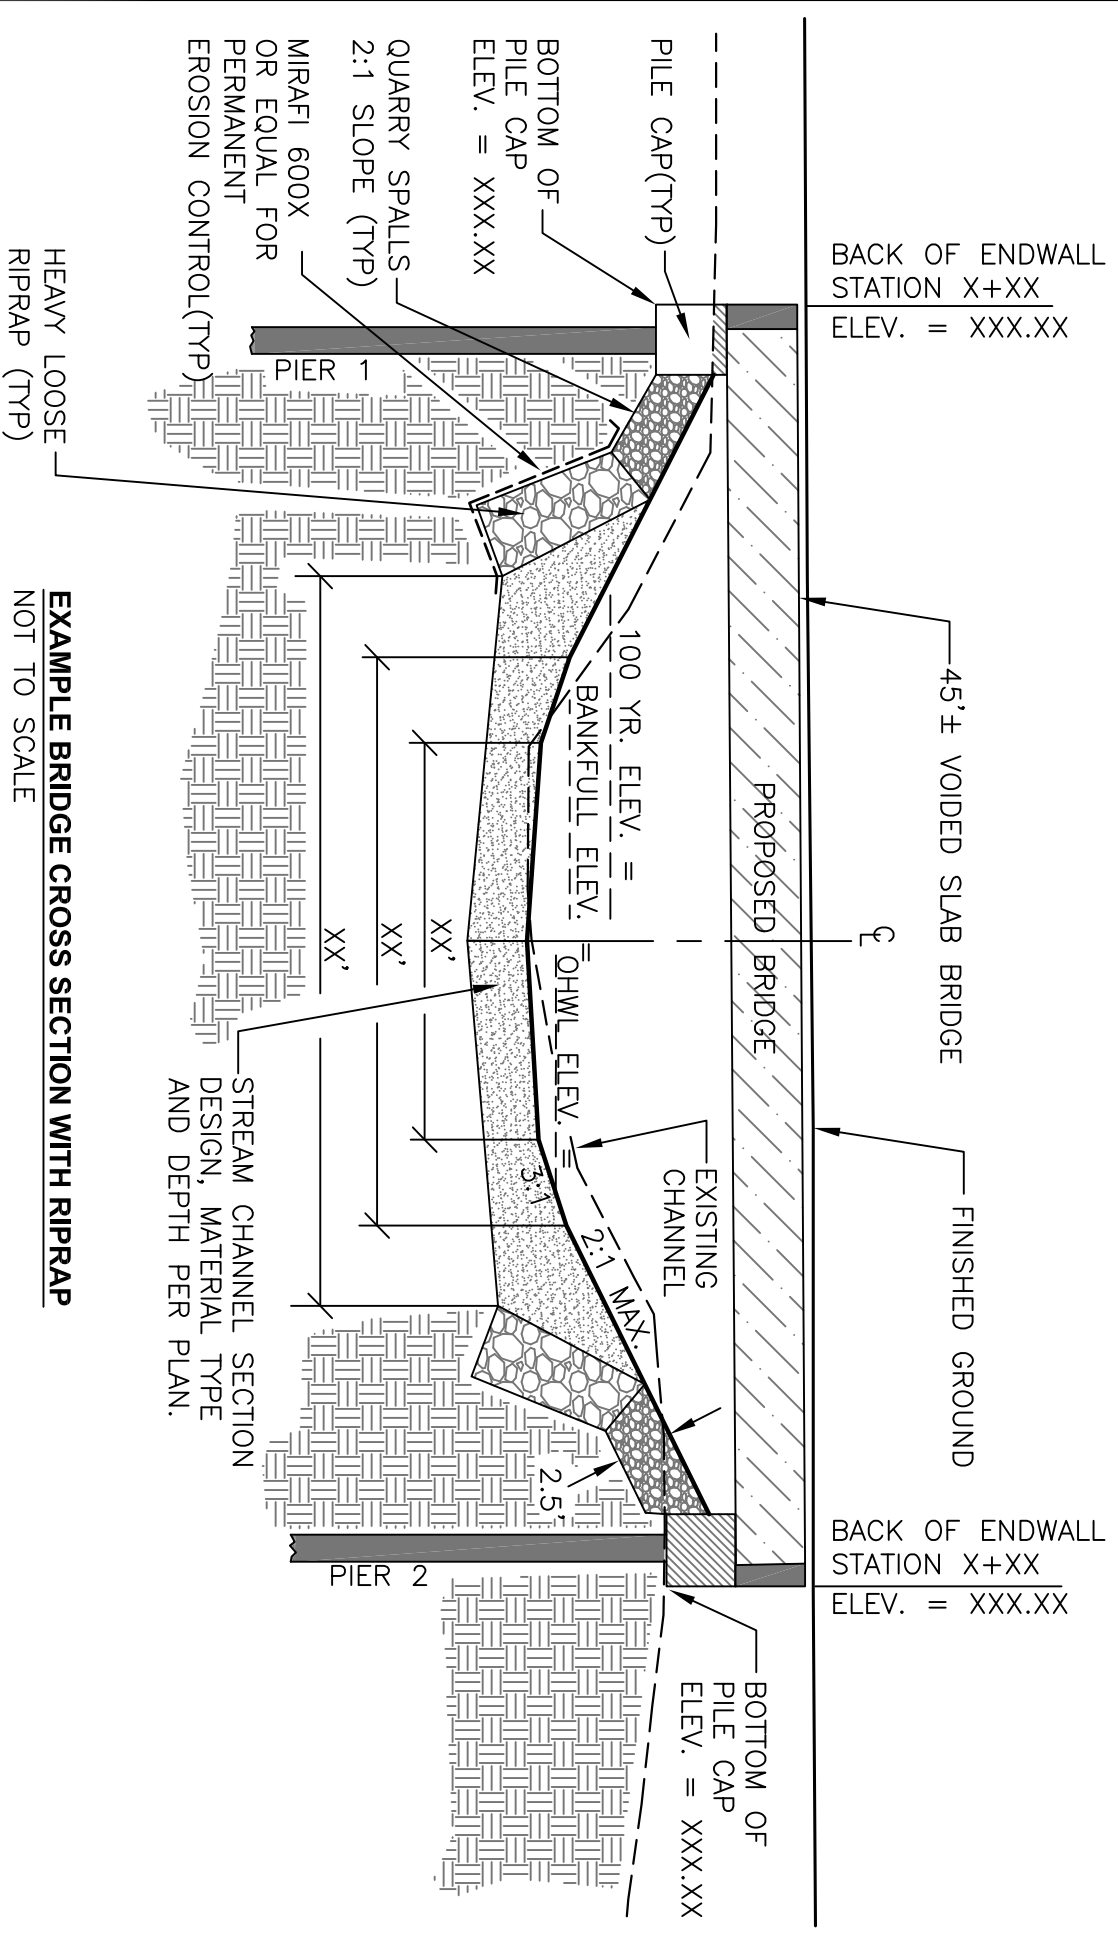 BACK OF ENDWALL
STATION X+XX
ELEV. = XXX.XX
BACK OF ENDWALL
STATION X+XX
ELEV. = XXX.XX
45'± VOIDED SLAB BRIDGE
FINISHED GROUND
℄
PROPOSED BRIDGE
PILE CAP(TYP)
BOTTOM OF
PILE CAP
ELEV. = XXX.XX
QUARRY SPALLS
2:1 SLOPE (TYP)
MIRAFI 600X
OR EQUAL FOR
PERMANENT
EROSION CONTROL(TYP)
HEAVY LOOSE
RIPRAP (TYP)
PIER 1
100 YR. ELEV. =
BANKFULL ELEV. =
OHWL ELEV. =
EXISTING
CHANNEL
3:1
2:1 MAX.
2.5'
BOTTOM OF
PILE CAP
ELEV. = XXX.XX
PIER 2
XX'
XX'
XX'
STREAM CHANNEL SECTION
DESIGN, MATERIAL TYPE
AND DEPTH PER PLAN.
EXAMPLE BRIDGE CROSS SECTION WITH RIPRAP
NOT TO SCALE